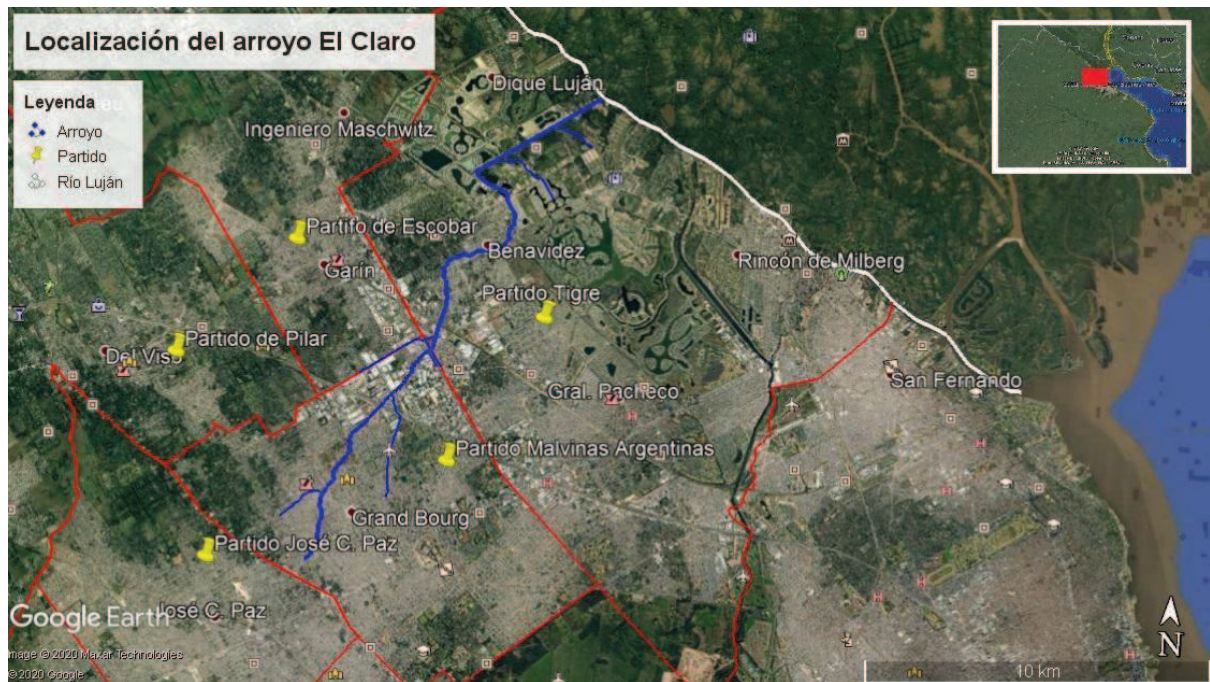 Localización del arroyo El Claro
Leyenda
Arroyo
Partido
Río Luján
Dique Luján
Ingeniero Maschwitz
Partifo de Escobar
Garin
Benavidez
Rincón de Milberg
Partido Tigre
Partido de Pilar
Del Viso
Gral. Pacheco
San Fernando
Partido Malvinas Argentinas
Grand Bourg
Partido José C. Paz
José C. Paz
Google Earth
Image © 2020 Maxar Technologies
© 2020 Google
N
10 km